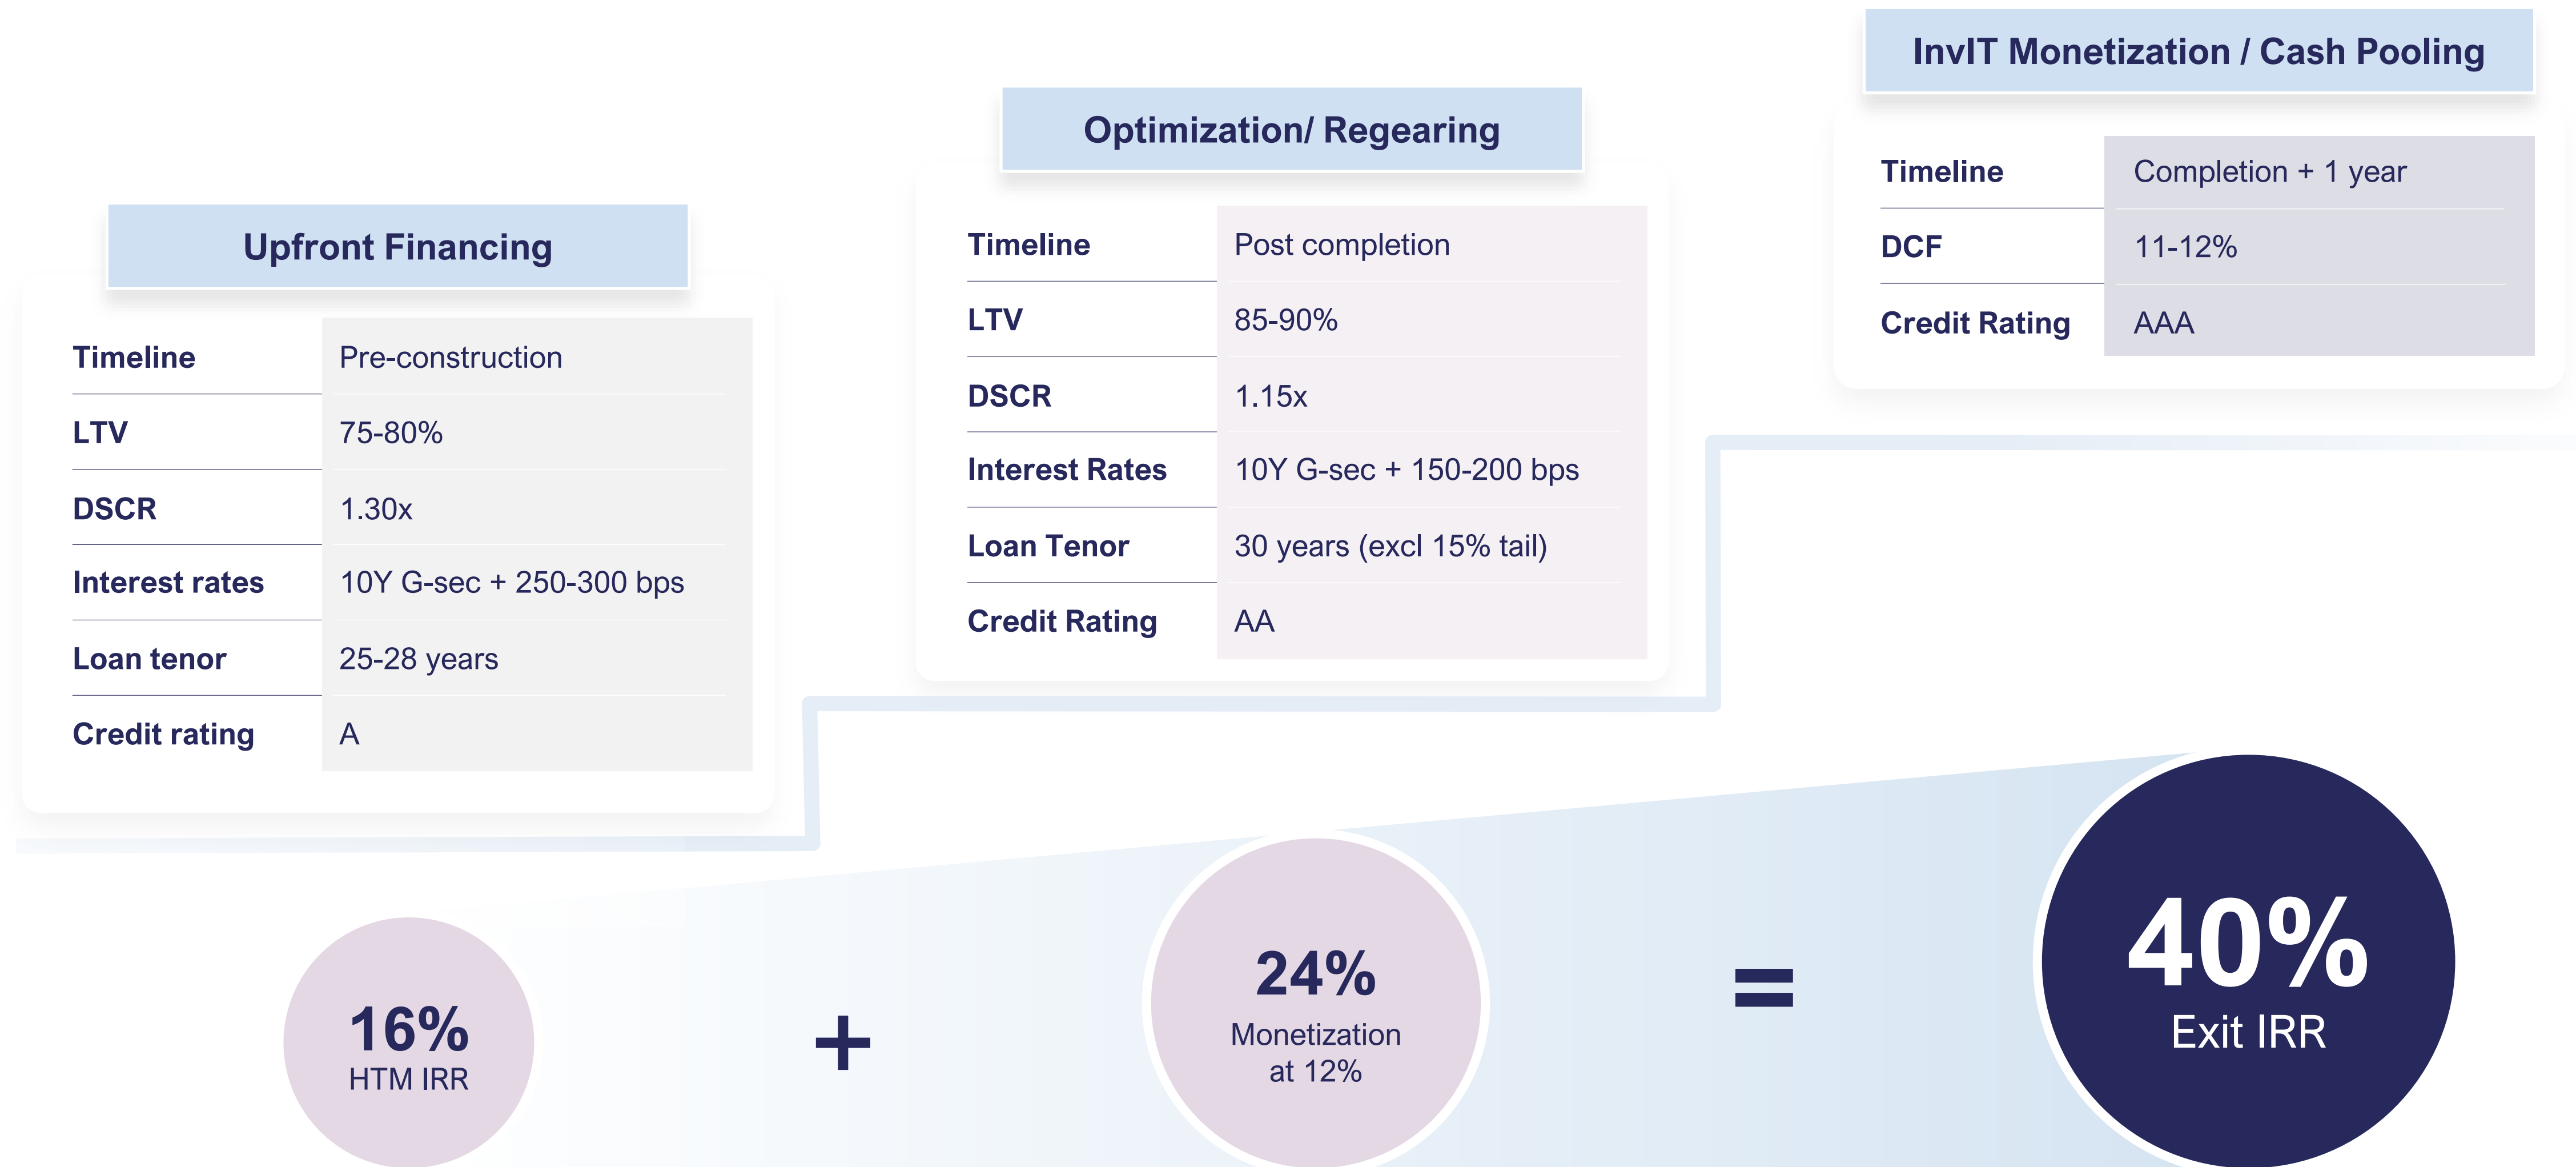 Upfront Financing
Timeline Pre-construction
LTV 75-80%
DSCR 1.30x
Interest rates 10Y G-sec + 250-300 bps
Loan tenor 25-28 years
Credit rating A
Optimization/ Regearing
Timeline Post completion
LTV 85-90%
DSCR 1.15x
Interest Rates 10Y G-sec + 150-200 bps
Loan Tenor 30 years (excl 15% tail)
Credit Rating AA
InvIT Monetization / Cash Pooling
Timeline Completion + 1 year
DCF 11-12%
Credit Rating AAA
16%
HTM IRR
+
24%
Monetization
at 12%
=
40%
Exit IRR